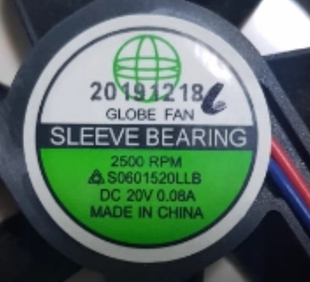 20191218
GLOBE FAN
SLEEVE BEARING
2500 RPM
S0601520LLB
DC 20V 0.08A
MADE IN CHINA